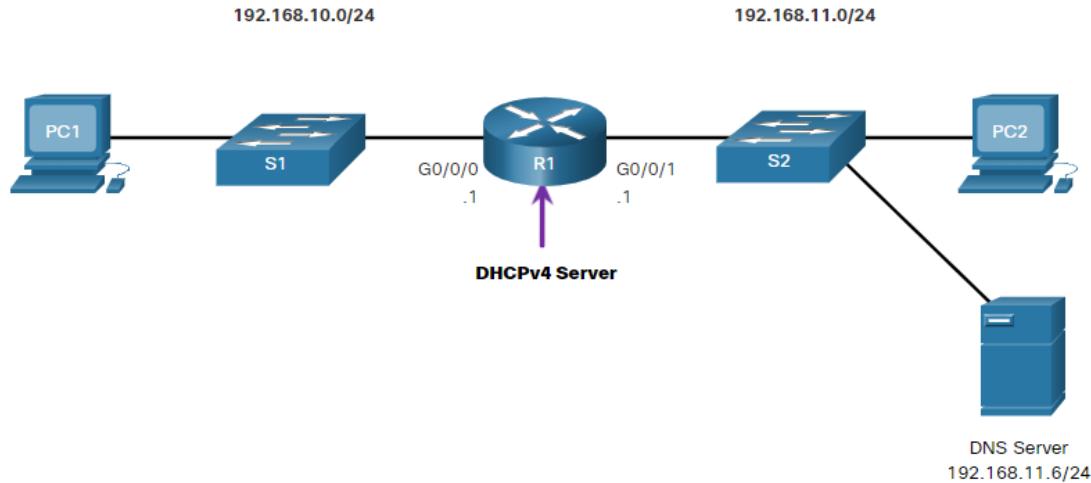 192.168.10.0/24
192.168.11.0/24
PC1
S1
G0/0/0
.1
R1
G0/0/1
.1
S2
PC2
DHCPv4 Server
DNS Server
192.168.11.6/24